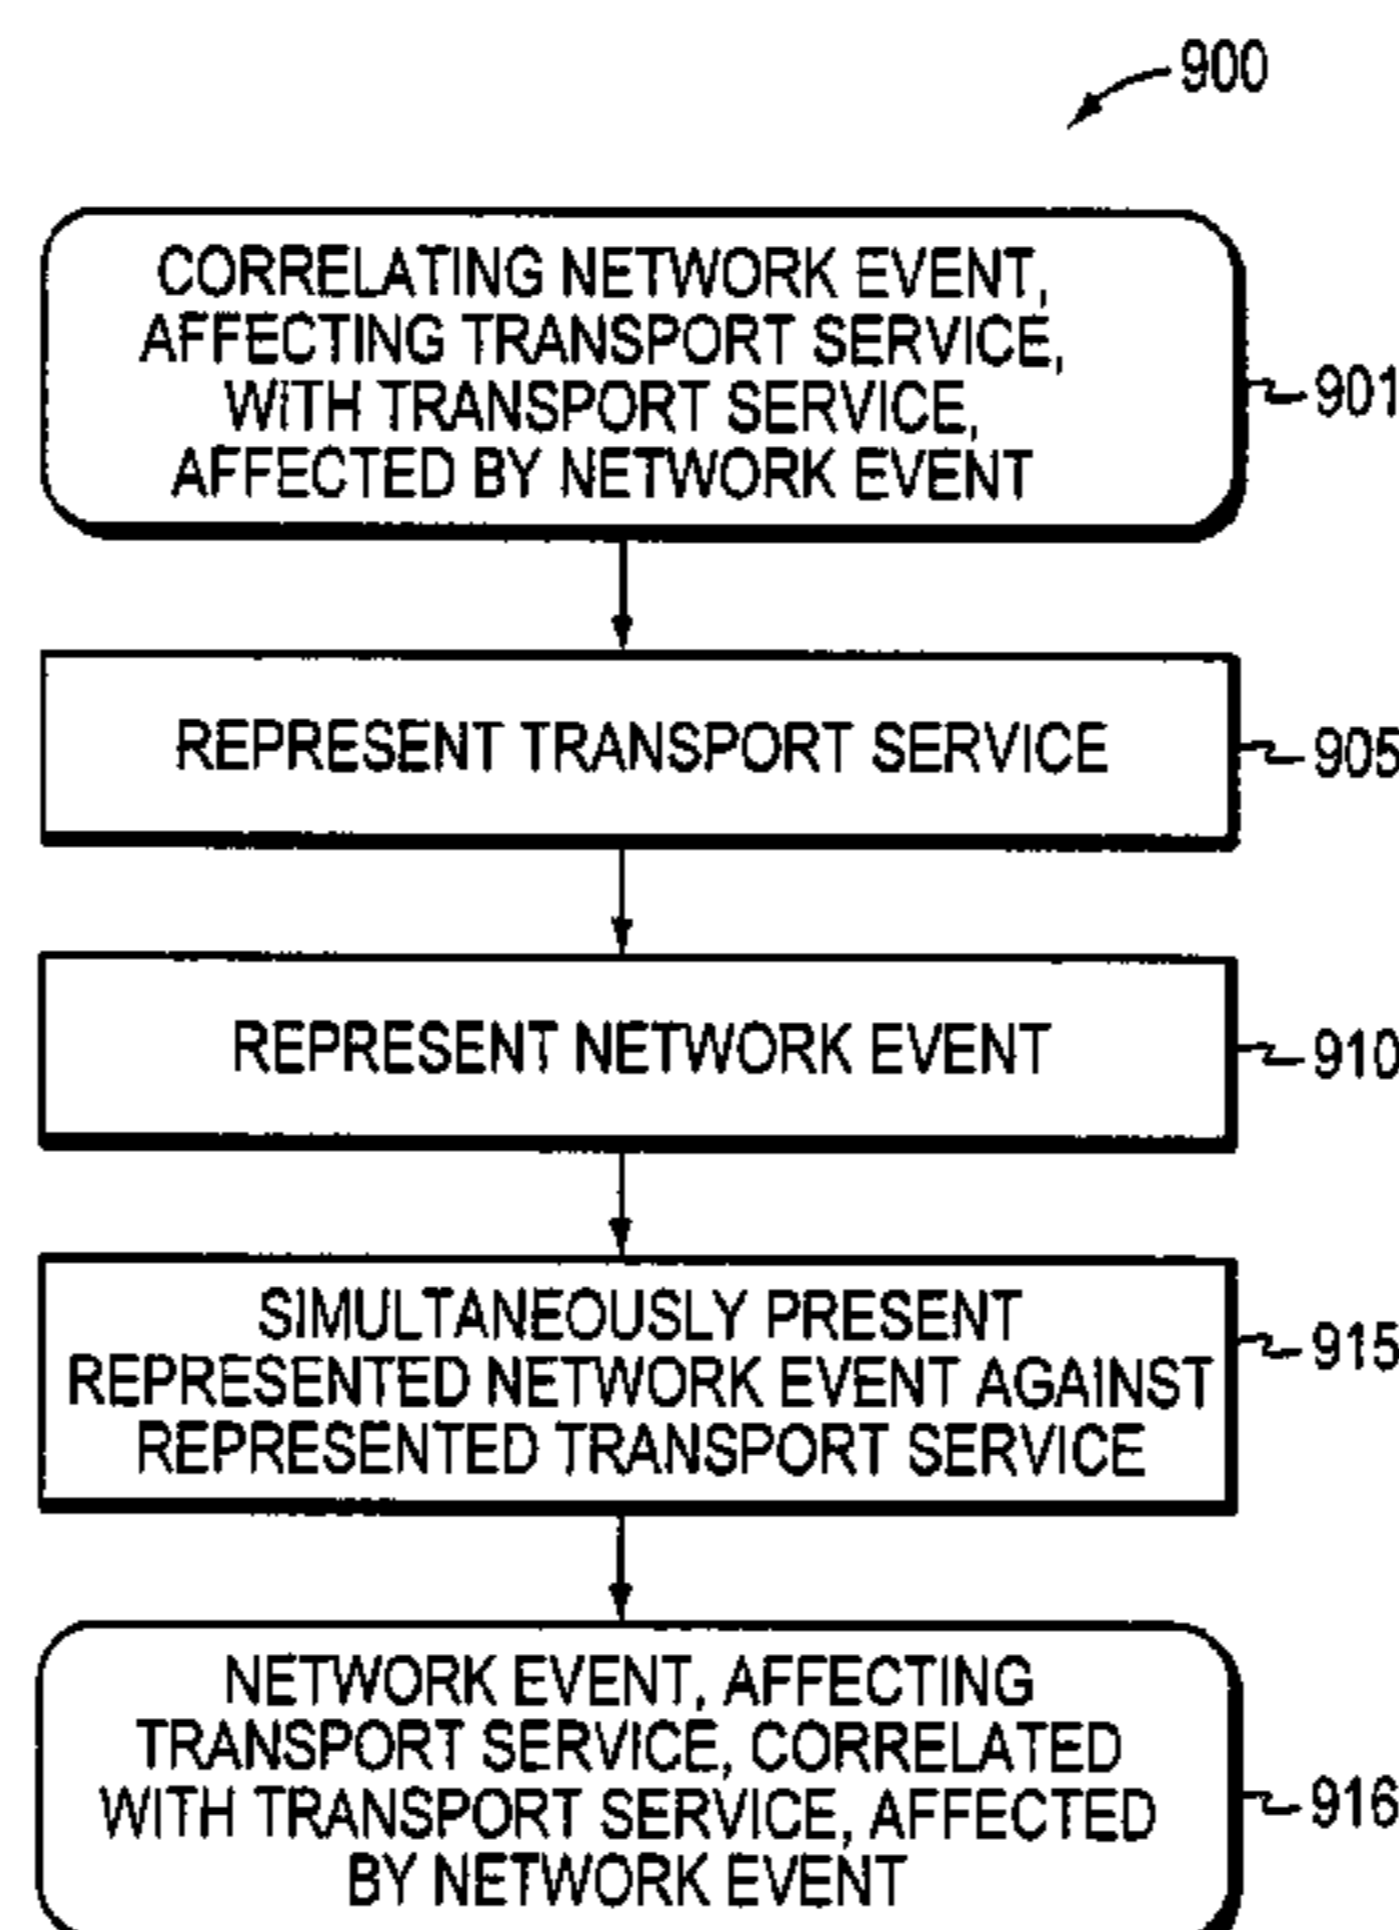 900
CORRELATING NETWORK EVENT,
AFFECTING TRANSPORT SERVICE,
WITH TRANSPORT SERVICE,
AFFECTED BY NETWORK EVENT
901
REPRESENT TRANSPORT SERVICE
905
REPRESENT NETWORK EVENT
910
SIMULTANEOUSLY PRESENT
REPRESENTED NETWORK EVENT AGAINST
REPRESENTED TRANSPORT SERVICE
915
NETWORK EVENT, AFFECTING
TRANSPORT SERVICE, CORRELATED
WITH TRANSPORT SERVICE, AFFECTED
BY NETWORK EVENT
916